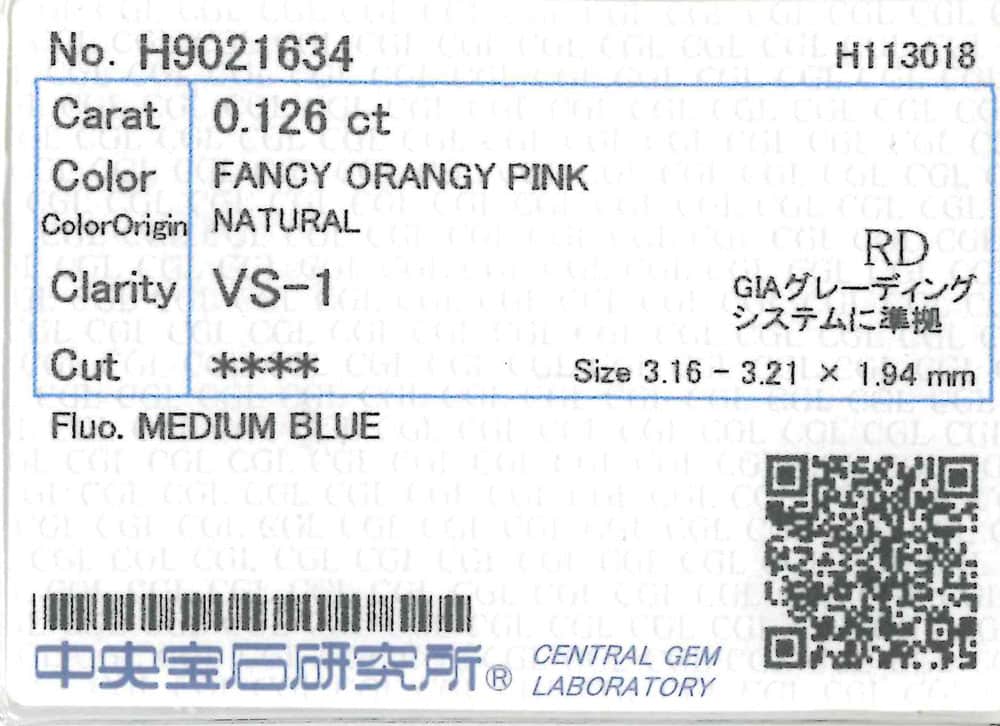 No. H9021634
H113018
Carat 0.126 ct
Color FANCY ORANGY PINK
ColorOrigin NATURAL
RD
Clarity VS-1
GIAグレーディング
システムに準拠
Cut ****
Size 3.16 - 3.21 × 1.94 mm
Fluo. MEDIUM BLUE
中央宝石研究所® CENTRAL GEM
LABORATORY